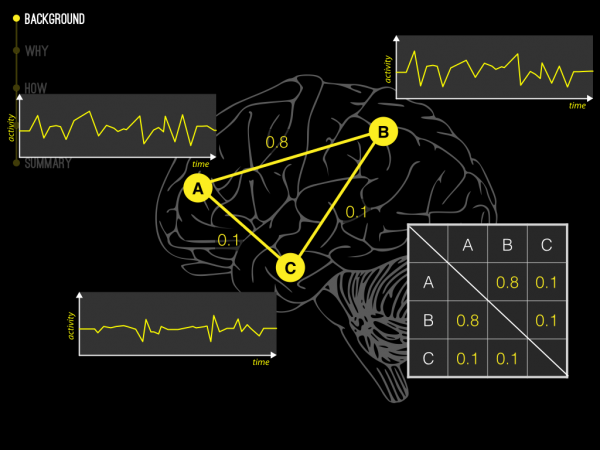 BACKGROUND
WHY
HOW
SUMMARY
activity
time
activity
time
activity
time
A
B
C
0.8
0.1
0.1
A B C
A 0.8 0.1
B 0.8 0.1
C 0.1 0.1